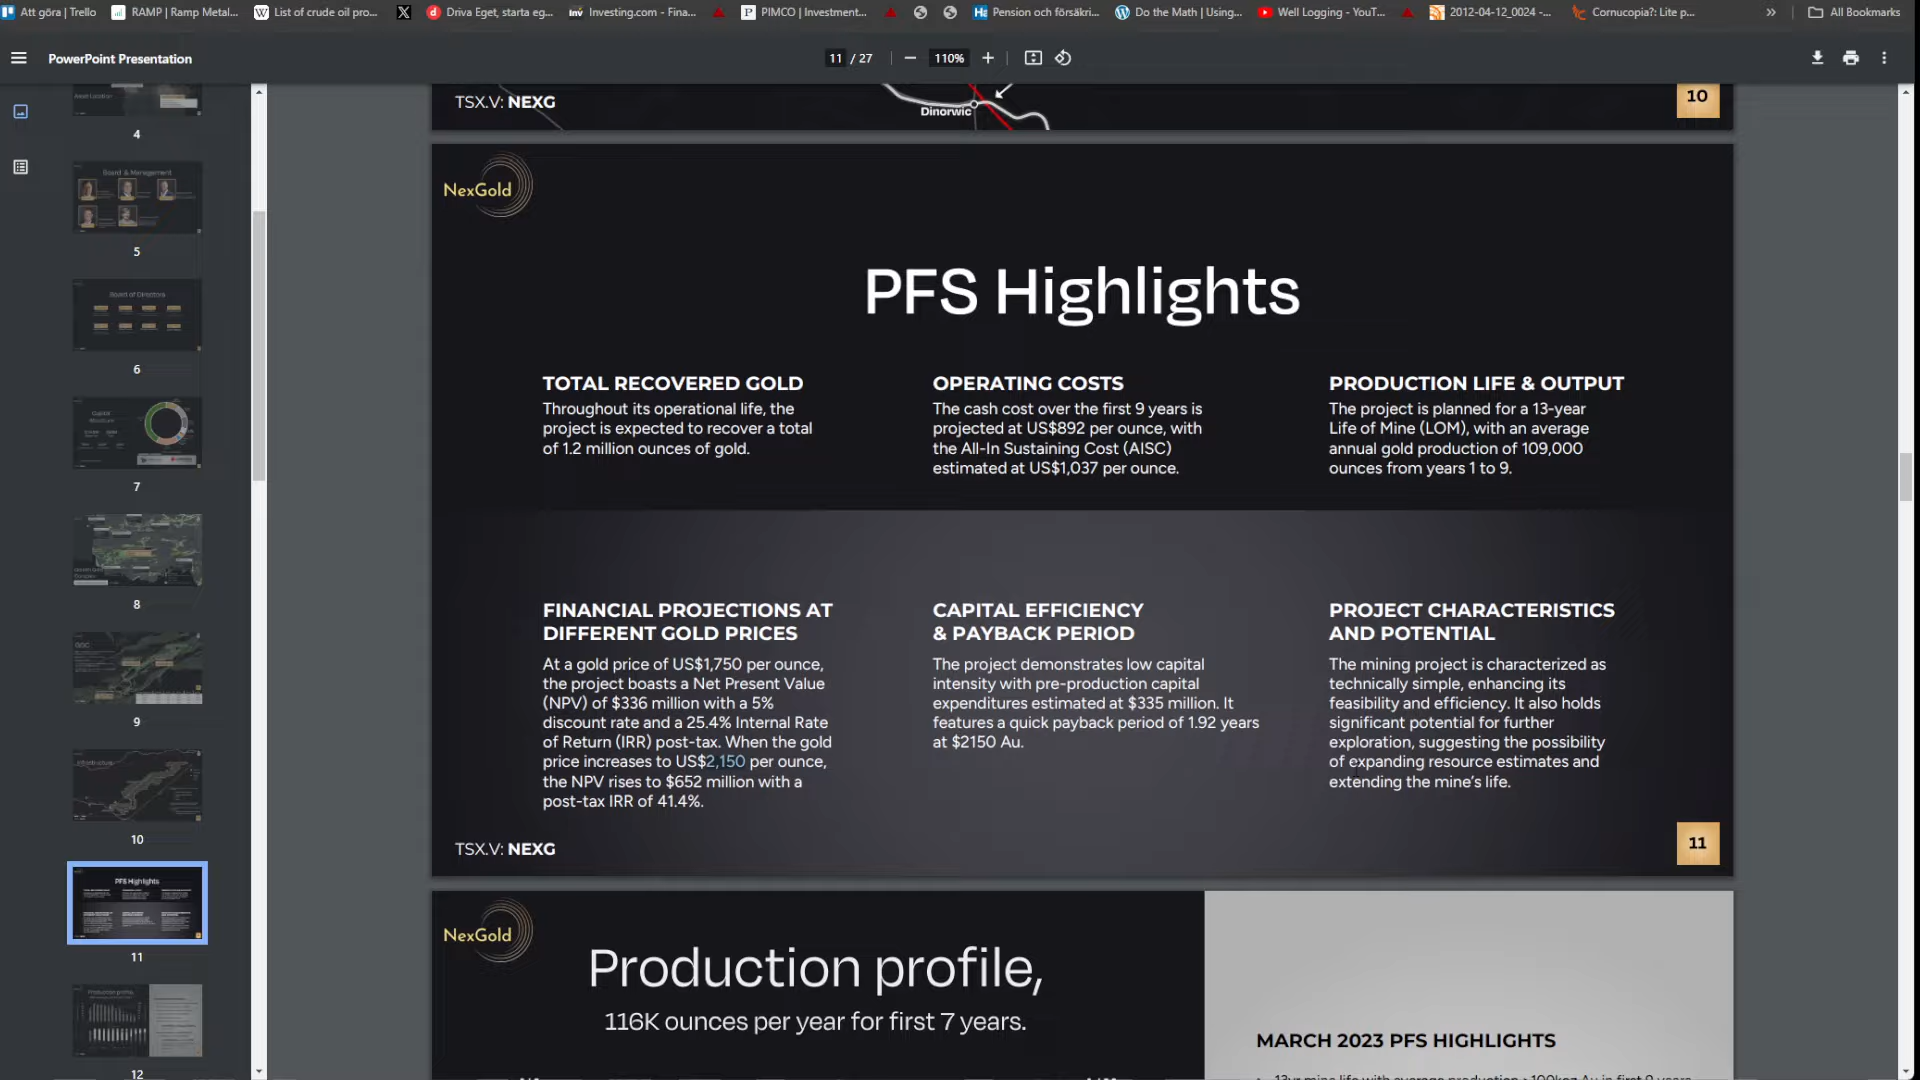 Att göra | Trello
RAMP | Ramp Metal...
List of crude oil pro...
Driva Eget, starta eg...
Investing.com - Fina...
PIMCO | Investment...
Pension och försäkri...
Do the Math | Using...
Well Logging - YouT...
2012-04-12_0024 -...
Cornucopia?: Lite p...
»
All Bookmarks
PowerPoint Presentation
11 / 27
110%
4
Board & Management
5
Board of Directors
6
Capital
Structure
7
8
9
Infrastructure
10
PFS Highlights
11
Production profile,
12
Dinorwic
TSX.V: NEXG
10
NexGold
PFS Highlights
TOTAL RECOVERED GOLD
Throughout its operational life, the
project is expected to recover a total
of 1.2 million ounces of gold.
OPERATING COSTS
The cash cost over the first 9 years is
projected at US$892 per ounce, with
the All-In Sustaining Cost (AISC)
estimated at US$1,037 per ounce.
PRODUCTION LIFE & OUTPUT
The project is planned for a 13-year
Life of Mine (LOM), with an average
annual gold production of 109,000
ounces from years 1 to 9.
FINANCIAL PROJECTIONS AT
DIFFERENT GOLD PRICES
At a gold price of US$1,750 per ounce,
the project boasts a Net Present Value
(NPV) of $336 million with a 5%
discount rate and a 25.4% Internal Rate
of Return (IRR) post-tax. When the gold
price increases to US$2,150 per ounce,
the NPV rises to $652 million with a
post-tax IRR of 41.4%.
CAPITAL EFFICIENCY
& PAYBACK PERIOD
The project demonstrates low capital
intensity with pre-production capital
expenditures estimated at $335 million. It
features a quick payback period of 1.92 years
at $2150 Au.
PROJECT CHARACTERISTICS
AND POTENTIAL
The mining project is characterized as
technically simple, enhancing its
feasibility and efficiency. It also holds
significant potential for further
exploration, suggesting the possibility
of expanding resource estimates and
extending the mine's life.
TSX.V: NEXG
11
NexGold
Production profile,
116K ounces per year for first 7 years.
MARCH 2023 PFS HIGHLIGHTS